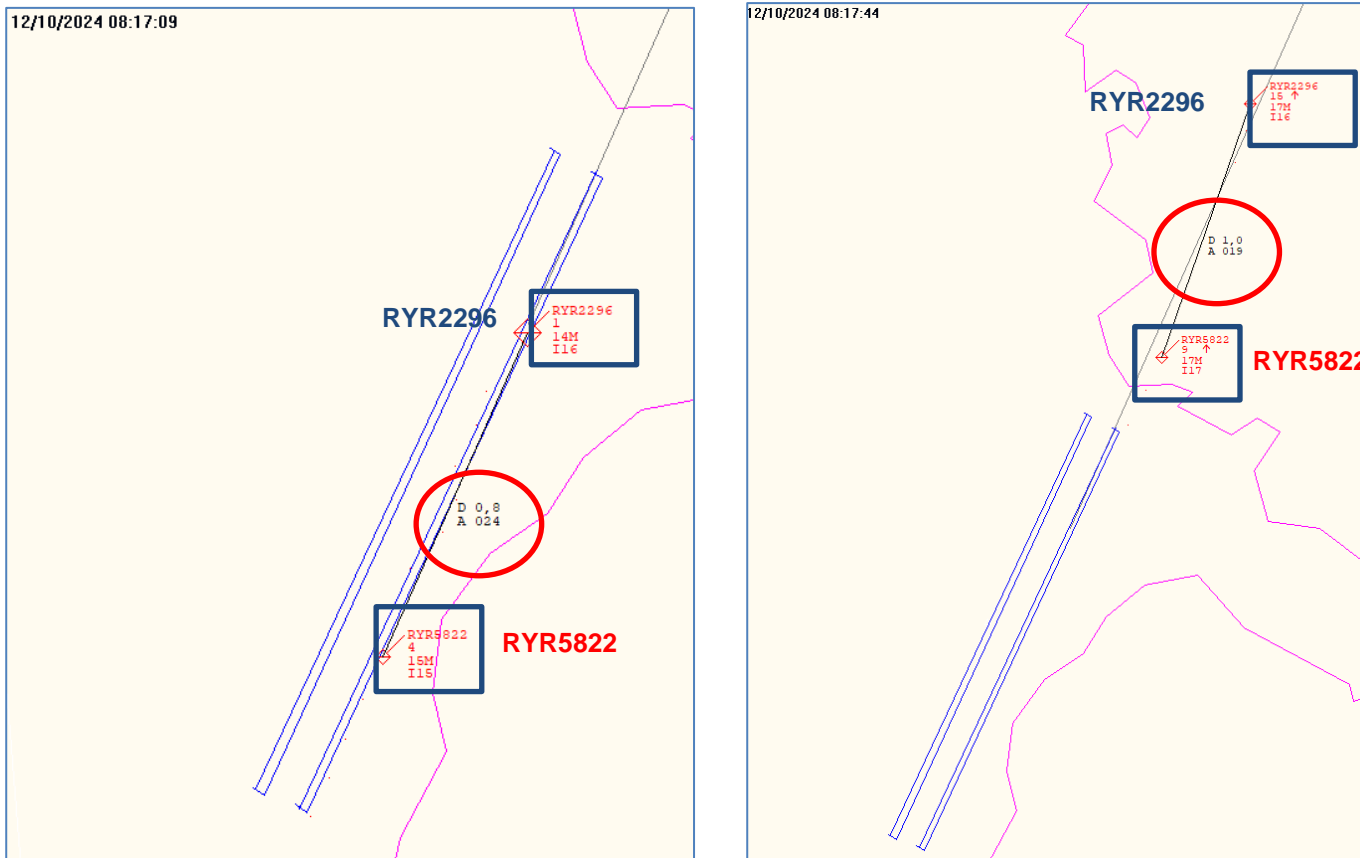 12/10/2024 08:17:09
RYR2296
RYR2296
1
14M
I16
D 0,8
A 024
RYR5822
4
15M
I15
RYR5822
12/10/2024 08:17:44
RYR2296
RYR2296
15 ↑
17M
I16
D 1,0
A 019
RYR5822
9 ↑
17M
I17
RYR5822